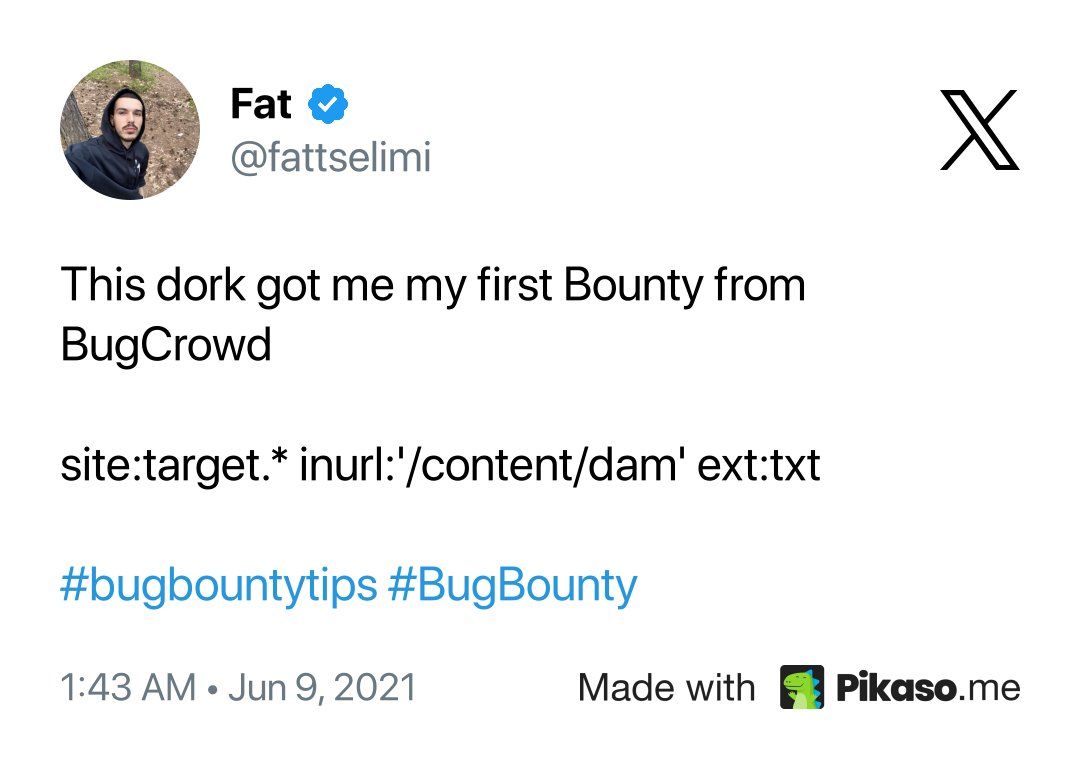 Fat
@fattselimi
This dork got me my first Bounty from
BugCrowd
site:target.* inurl:'/content/dam' ext:txt
#bugbountytips #BugBounty
1:43 AM • Jun 9, 2021
Made with Pikaso.me